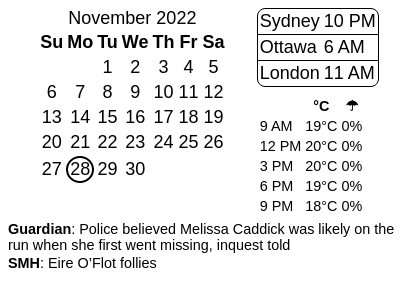 November 2022
Su Mo Tu We Th Fr Sa
1 2 3 4 5
6 7 8 9 10 11 12
13 14 15 16 17 18 19
20 21 22 23 24 25 26
27 28 29 30
Sydney 10 PM
Ottawa 6 AM
London 11 AM
°C ☂
9 AM 19°C 0%
12 PM 20°C 0%
3 PM 20°C 0%
6 PM 19°C 0%
9 PM 18°C 0%
Guardian: Police believed Melissa Caddick was likely on the
run when she first went missing, inquest told
SMH: Eire O’Flot follies